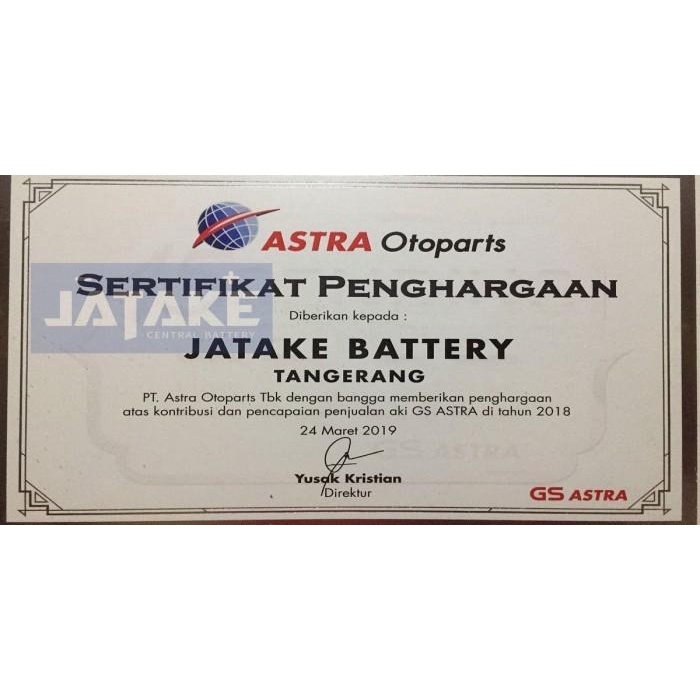 ASTRA Otoparts
SERTIFIKAT PENGHARGAAN
JATAKE
CENTRAL BATTERY
Diberikan kepada :
JATAKE BATTERY
TANGERANG
PT. Astra Otoparts Tbk dengan bangga memberikan penghargaan
atas kontribusi dan pencapaian penjualan aki GS ASTRA di tahun 2018
24 Maret 2019
GS ASTRA
Yusak Kristian
Direktur
GS ASTRA